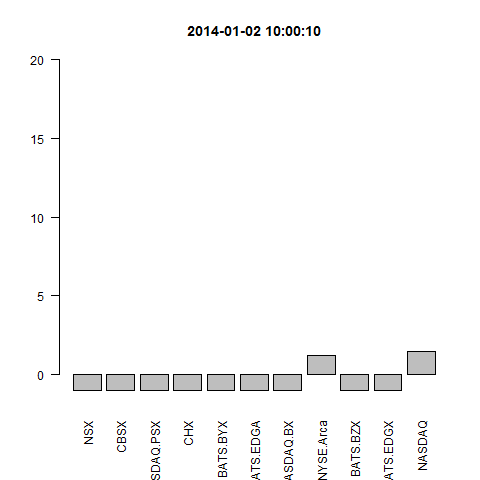 2014-01-02 10:00:10
20
15
10
5
0
NSX
CBSX
SDAQ.PSX
CHX
BATS.BYX
ATS.EDGA
ASDAQ.BX
NYSE.Arca
BATS.BZX
ATS.EDGX
NASDAQ